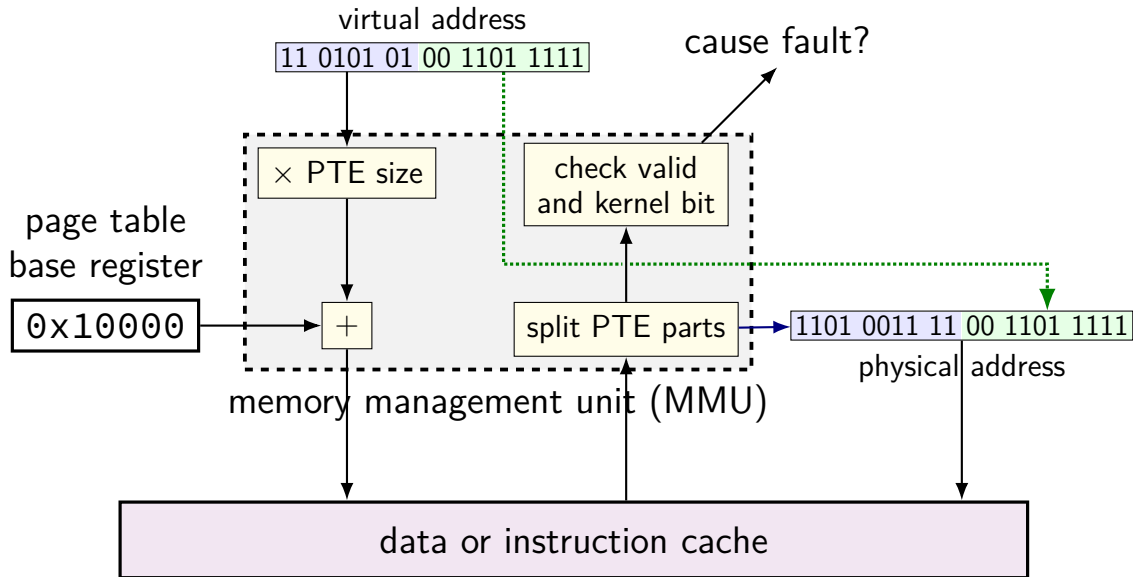 virtual address
11 0101 01 00 1101 1111
cause fault?
× PTE size
check valid
and kernel bit
page table
base register
0x10000
+
split PTE parts
1101 0011 11 00 1101 1111
physical address
memory management unit (MMU)
data or instruction cache